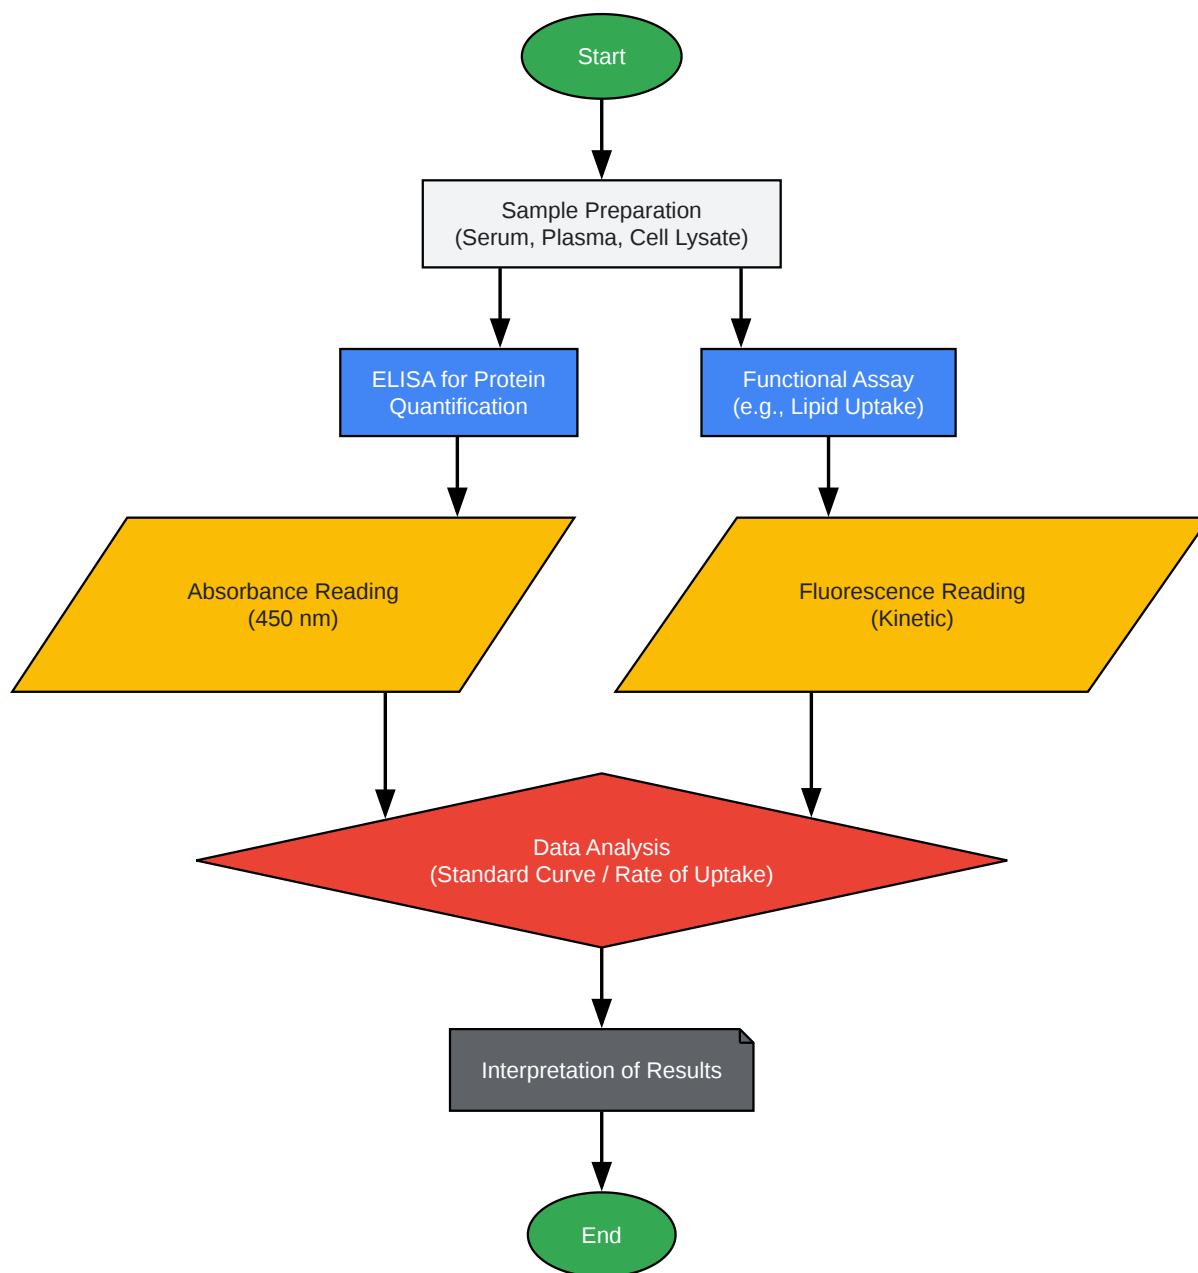 Start
Sample Preparation
(Serum, Plasma, Cell Lysate)
ELISA for Protein
Quantification
Functional Assay
(e.g., Lipid Uptake)
Absorbance Reading
(450 nm)
Fluorescence Reading
(Kinetic)
Data Analysis
(Standard Curve / Rate of Uptake)
Interpretation of Results
End